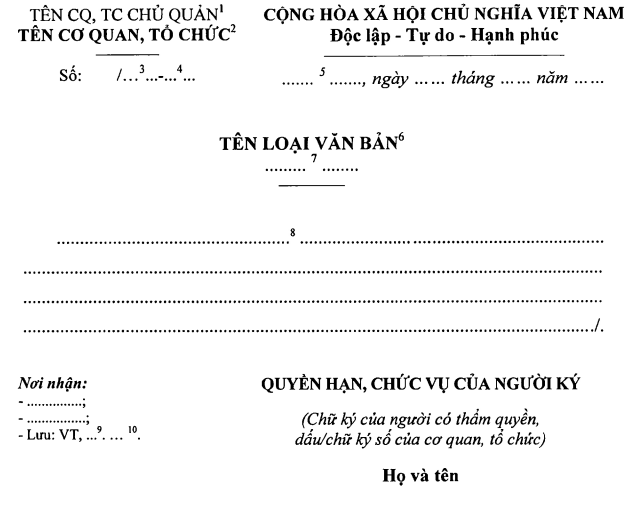 TÊN CQ, TC CHỦ QUẢN¹
TÊN CƠ QUAN, TỔ CHỨC²
CỘNG HÒA XÃ HỘI CHỦ NGHĨA VIỆT NAM
Độc lập - Tự do - Hạnh phúc
Số: /...³...-...⁴...
....... ⁵ ......., ngày ...... tháng ...... năm ......
TÊN LOẠI VĂN BẢN⁶
......... ⁷ ........
..........................................⁸ ......................................................
........................................................................................................
........................................................................................................
......................................................................................................./.
Nơi nhận:
- ...............;
- ...............;
- Lưu: VT, ...⁹. ... ¹⁰.
QUYỀN HẠN, CHỨC VỤ CỦA NGƯỜI KÝ
(Chữ ký của người có thẩm quyền,
dấu/chữ ký số của cơ quan, tổ chức)
Họ và tên